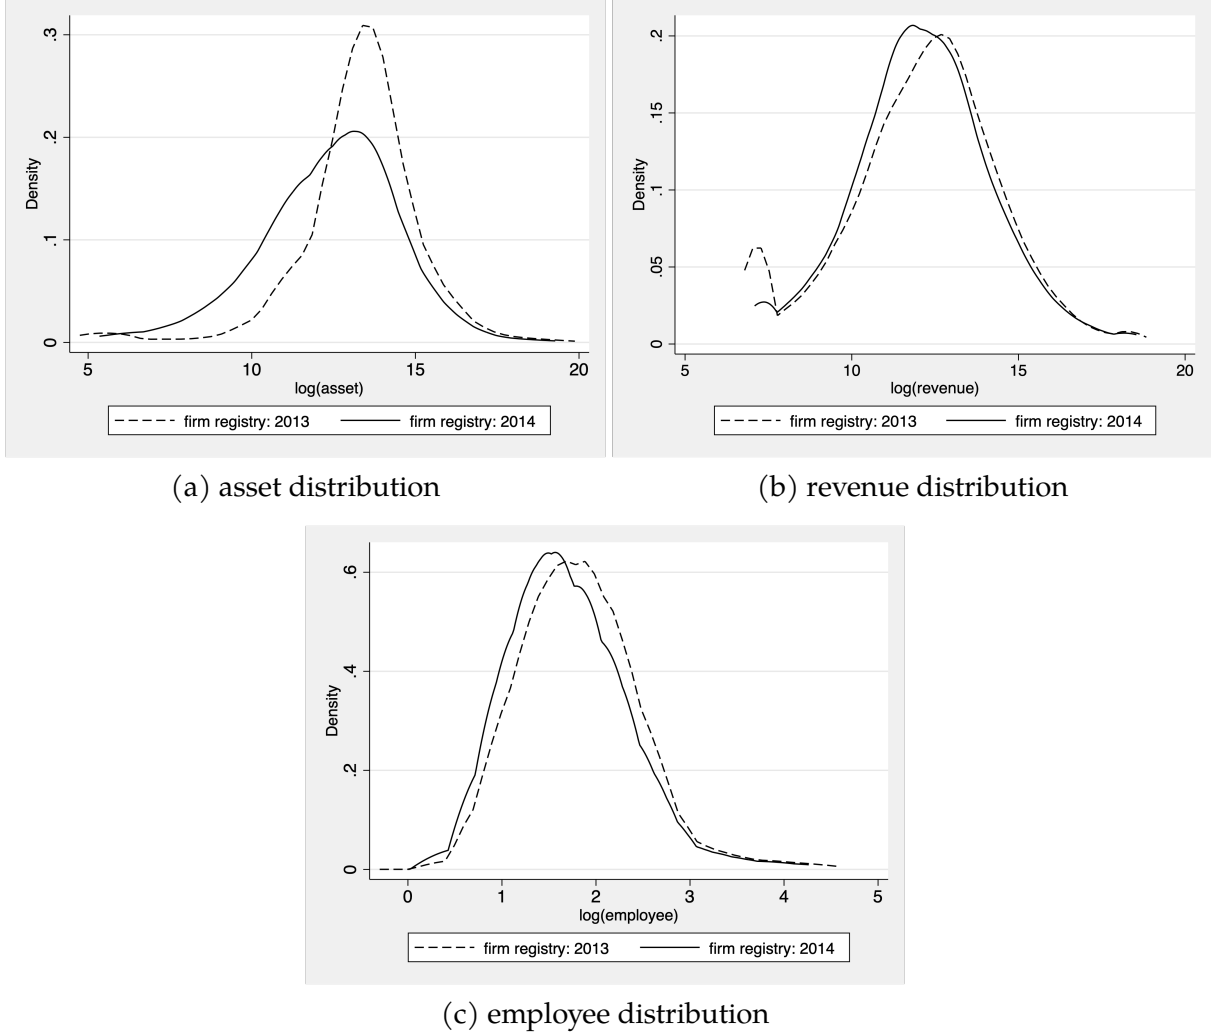 Density
0 .1 .2 .3
5 10 15 20
log(asset)
firm registry: 2013 firm registry: 2014
(a) asset distribution
Density
0 .05 .1 .15 .2
5 10 15 20
log(revenue)
firm registry: 2013 firm registry: 2014
(b) revenue distribution
Density
0 .2 .4 .6
0 1 2 3 4 5
log(employee)
firm registry: 2013 firm registry: 2014
(c) employee distribution